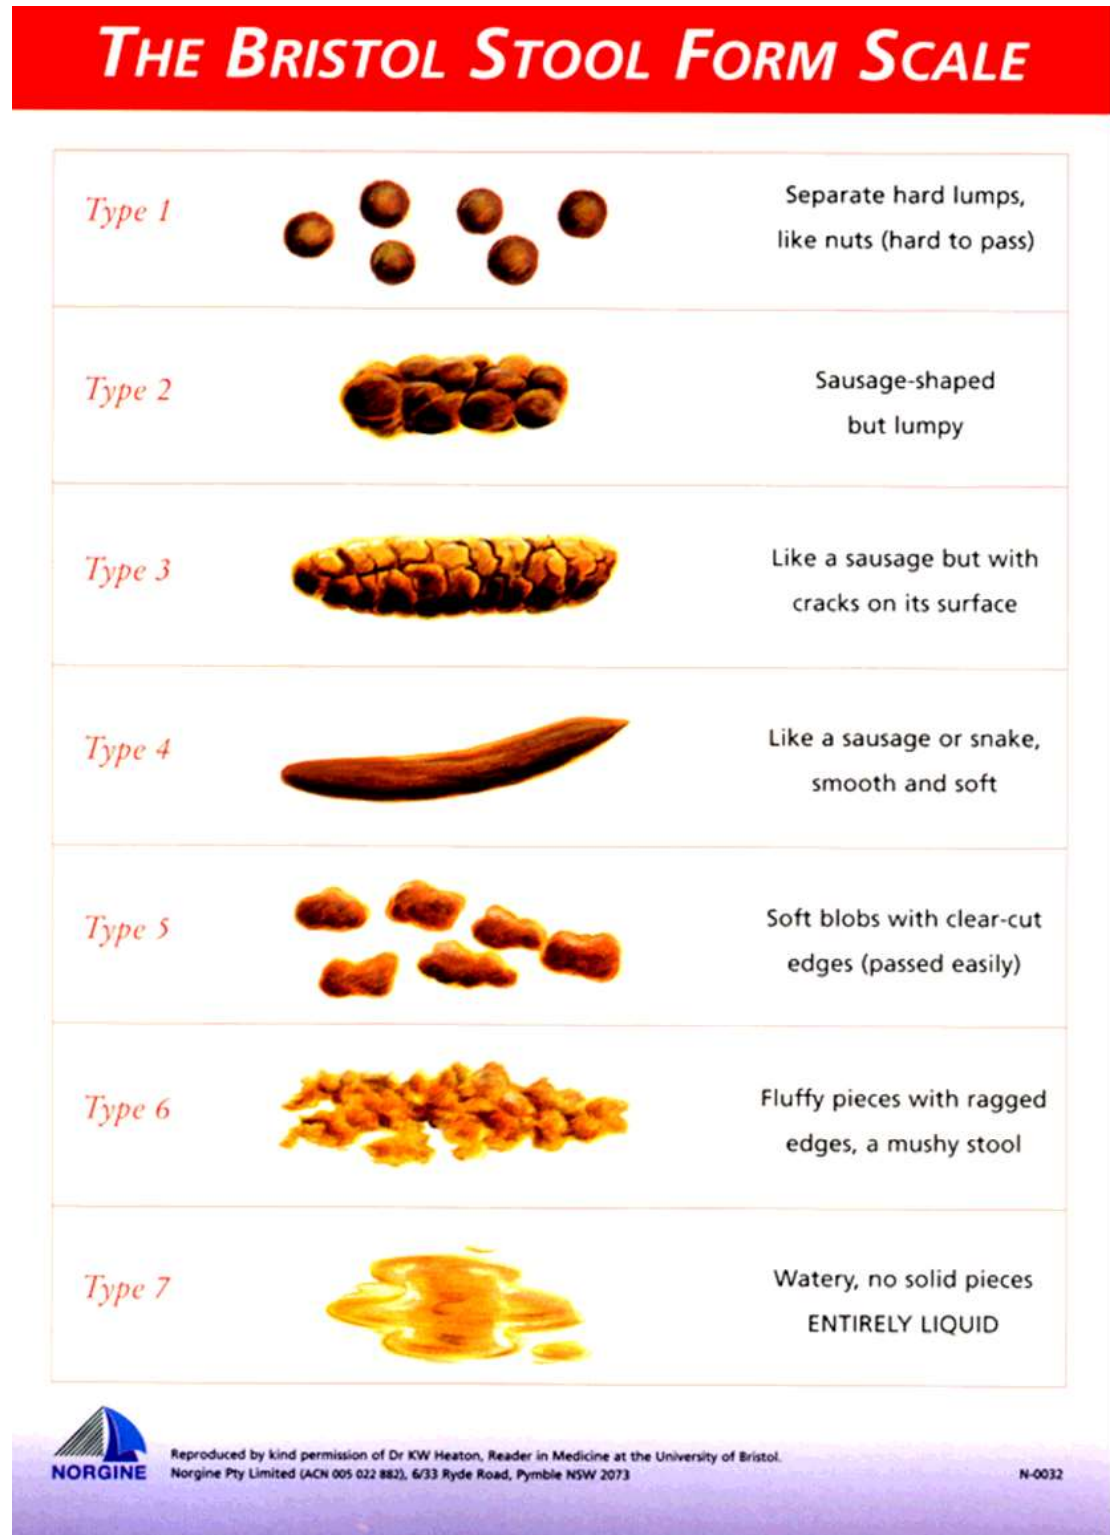 THE BRISTOL STOOL FORM SCALE
Type 1
Separate hard lumps,
like nuts (hard to pass)
Type 2
Sausage-shaped
but lumpy
Type 3
Like a sausage but with
cracks on its surface
Type 4
Like a sausage or snake,
smooth and soft
Type 5
Soft blobs with clear-cut
edges (passed easily)
Type 6
Fluffy pieces with ragged
edges, a mushy stool
Type 7
Watery, no solid pieces
ENTIRELY LIQUID
NORGINE
Reproduced by kind permission of Dr KW Heaton, Reader in Medicine at the University of Bristol.
Norgine Pty Limited (ACN 005 022 882), 6/33 Ryde Road, Pymble NSW 2073
N-0032